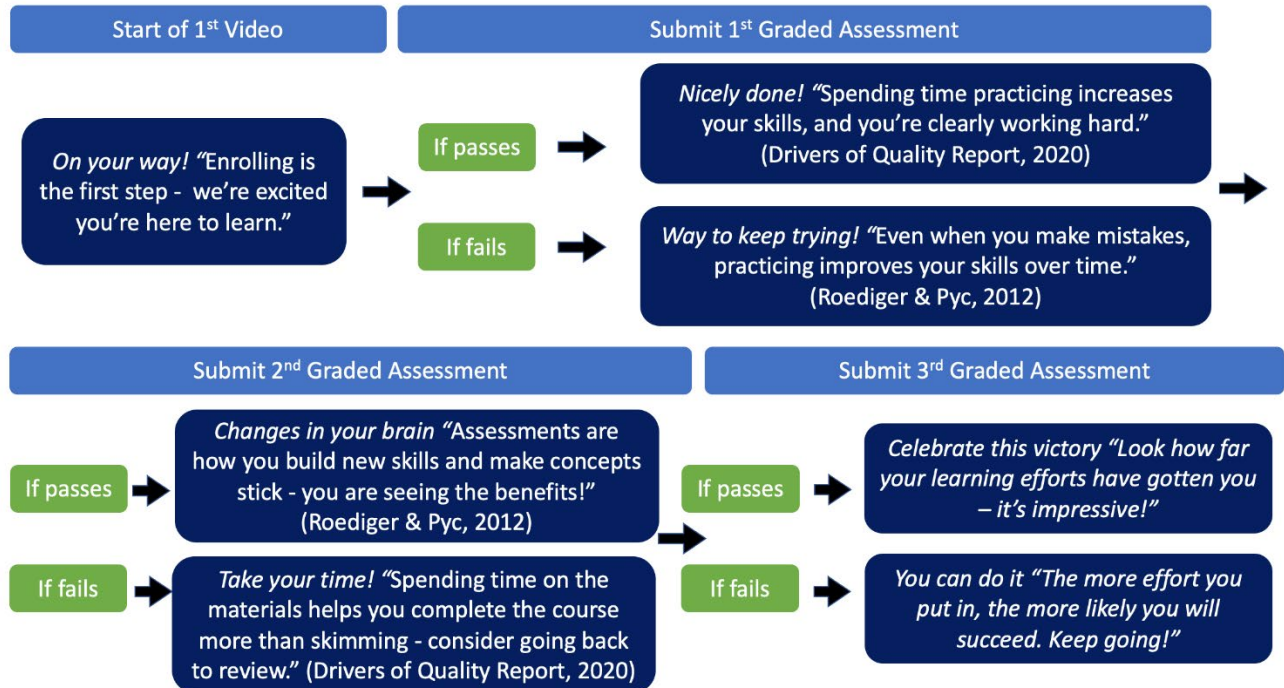 Start of 1st Video
Submit 1st Graded Assessment
On your way! “Enrolling is
the first step - we’re excited
you’re here to learn.”
If passes
Nicely done! “Spending time practicing increases
your skills, and you’re clearly working hard.”
(Drivers of Quality Report, 2020)
If fails
Way to keep trying! “Even when you make mistakes,
practicing improves your skills over time.”
(Roediger & Pyc, 2012)
Submit 2nd Graded Assessment
Submit 3rd Graded Assessment
If passes
Changes in your brain “Assessments are
how you build new skills and make concepts
stick - you are seeing the benefits!”
(Roediger & Pyc, 2012)
If fails
Take your time! “Spending time on the
materials helps you complete the course
more than skimming - consider going back
to review.” (Drivers of Quality Report, 2020)
If passes
Celebrate this victory “Look how far
your learning efforts have gotten you
– it’s impressive!”
If fails
You can do it “The more effort you
put in, the more likely you will
succeed. Keep going!”